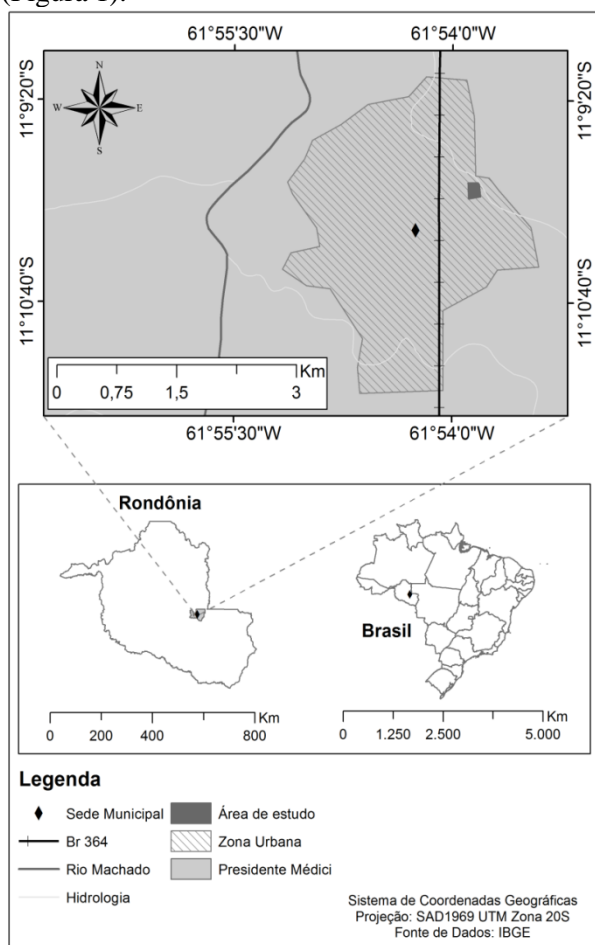 (Figura 1).
61°55'30"W 61°54'0"W
N
W E
S
11°9'20"S 11°9'20"S
11°10'40"S 11°10'40"S
Km
0 0,75 1,5 3
61°55'30"W 61°54'0"W
Rondônia
Brasil
Km
0 200 400 600 800
Km
0 1.250 2.500 5.000
Legenda
Sede Municipal Área de estudo
Br 364 Zona Urbana
Rio Machado Presidente Médici
Hidrologia
Sistema de Coordenadas Geográficas
Projeção: SAD1969 UTM Zona 20S
Fonte de Dados: IBGE